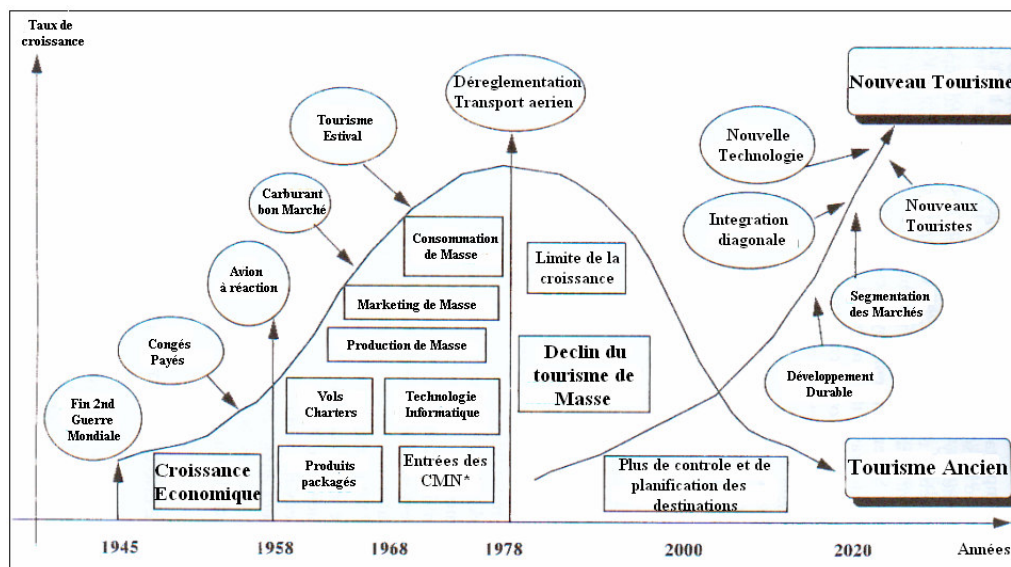 Taux de
croissance
Déreglementation
Transport aerien
Nouveau Tourisme
Tourisme
Estival
Nouvelle
Technologie
Carburant
bon Marché
Nouveaux
Touristes
Integration
diagonale
Consommation
de Masse
Limite de la
croissance
Avion
à réaction
Marketing de Masse
Segmentation
des Marchés
Congés
Payés
Production de Masse
Declin du
tourisme de
Masse
Développement
Durable
Fin 2nd
Guerre
Mondiale
Vols
Charters
Technologie
Informatique
Croissance
Economique
Produits
packagés
Entrées des
CMN*
Plus de controle et de
planification des
destinations
Tourisme Ancien
1945 1958 1968 1978 2000 2020 Années